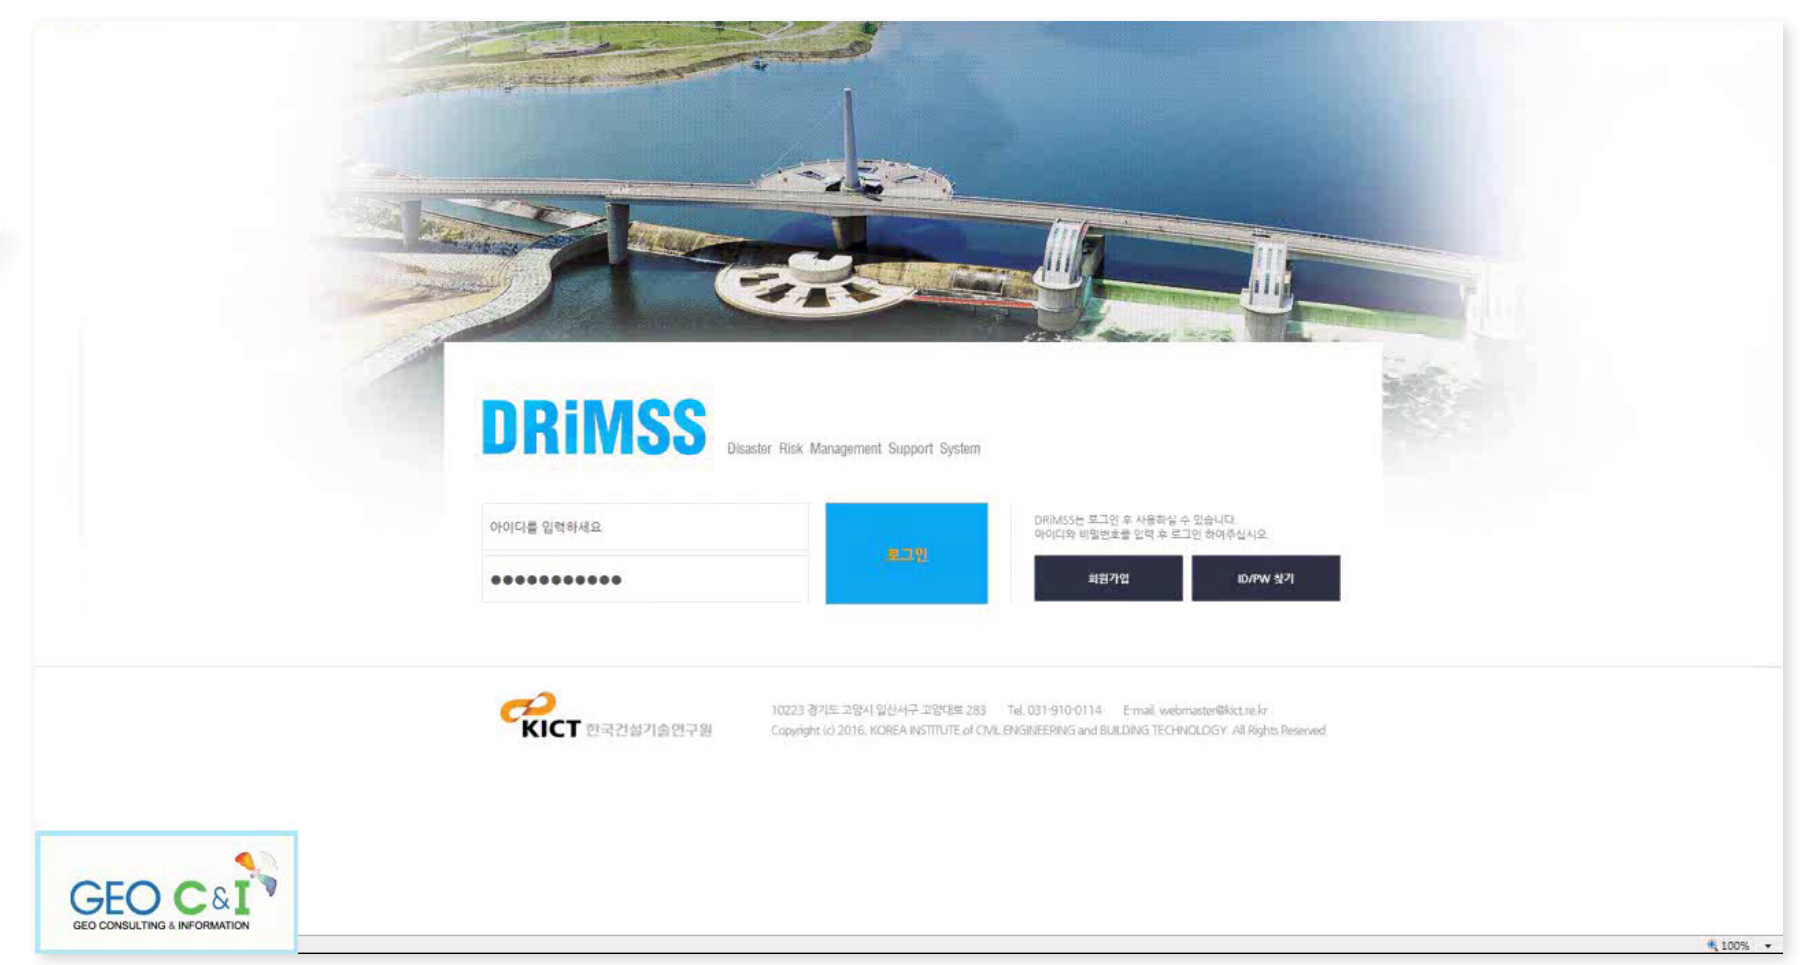 DRiMSS
Disaster Risk Management Support System
아이디를 입력하세요
●●●●●●●●●●●
로그인
DRiMSS는 로그인 후 사용하실 수 있습니다.
아이디와 비밀번호를 입력 후 로그인 하여주십시오.
회원가입
ID/PW 찾기
KICT 한국건설기술연구원
10223 경기도 고양시 일산서구 고양대로 283 Tel. 031-910-0114 E-mail. webmaster@kict.re.kr
Copyright (c) 2016. KOREA INSTITUTE of CIVIL ENGINEERING and BUILDING TECHNOLOGY. All Rights Reserved
GEO C&I
GEO CONSULTING & INFORMATION
100%